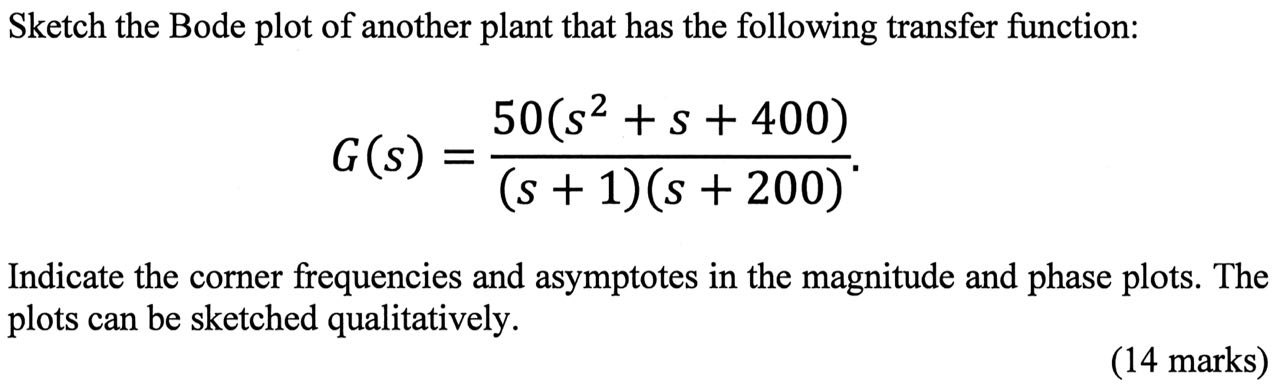 Sketch the Bode plot of another plant that has the following transfer function:
G(s) = 50(s² + s + 400) / (s + 1)(s + 200).
Indicate the corner frequencies and asymptotes in the magnitude and phase plots. The
plots can be sketched qualitatively.
(14 marks)